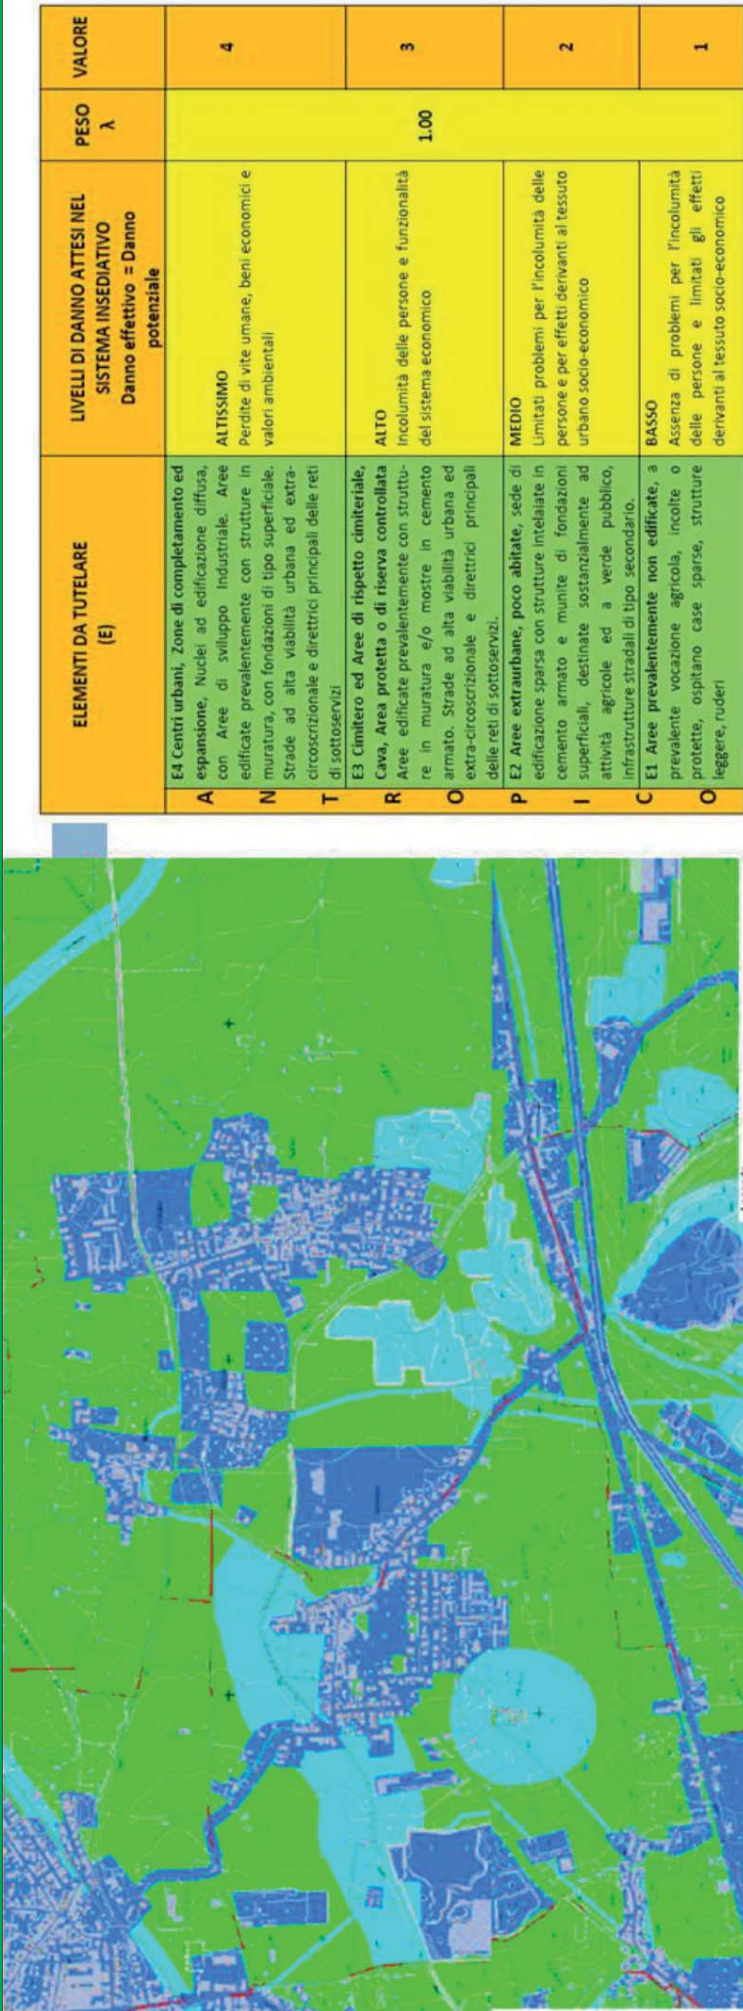 ELEMENTI DA TUTELARE
(E)
LIVELLI DI DANNO ATTESI NEL
SISTEMA INSEDIATIVO
Danno effettivo = Danno
potenziale
PESO
λ
VALORE
A
N
T
R
O
P
I
C
O
E4 Centri urbani, Zone di completamento ed
espansione, Nuclei ad edificazione diffusa,
con Aree di sviluppo Industriale. Aree
edificate prevalentemente con strutture in
muratura, con fondazioni di tipo superficiale.
Strade ad alta viabilità urbana ed extra-
circoscrizionale e direttrici principali delle reti
di sottoservizi
ALTISSIMO
Perdite di vite umane, beni economici e
valori ambientali
4
E3 Cimitero ed Aree di rispetto cimiteriale,
Cava, Area protetta o di riserva controllata
Aree edificate prevalentemente con struttu-
re in muratura e/o mostre in cemento
armato. Strade ad alta viabilità urbana ed
extra-circoscrizionale e direttrici principali
delle reti di sottoservizi.
ALTO
Incolumità delle persone e funzionalità
del sistema economico
1.00
3
E2 Aree extraurbane, poco abitate, sede di
edificazione sparsa con strutture intelaiate in
cemento armato e munite di fondazioni
superficiali, destinate sostanzialmente ad
attività agricole ed a verde pubblico,
infrastrutture stradali di tipo secondario.
MEDIO
Limitati problemi per l'incolumità delle
persone e per effetti derivanti al tessuto
urbano socio-economico
2
E1 Aree prevalentemente non edificate, a
prevalente vocazione agricola, incolte o
protette, ospitano case sparse, strutture
leggere, ruderi
BASSO
Assenza di problemi per l'incolumità
delle persone e limitati gli effetti
derivanti al tessuto socio-economico
1